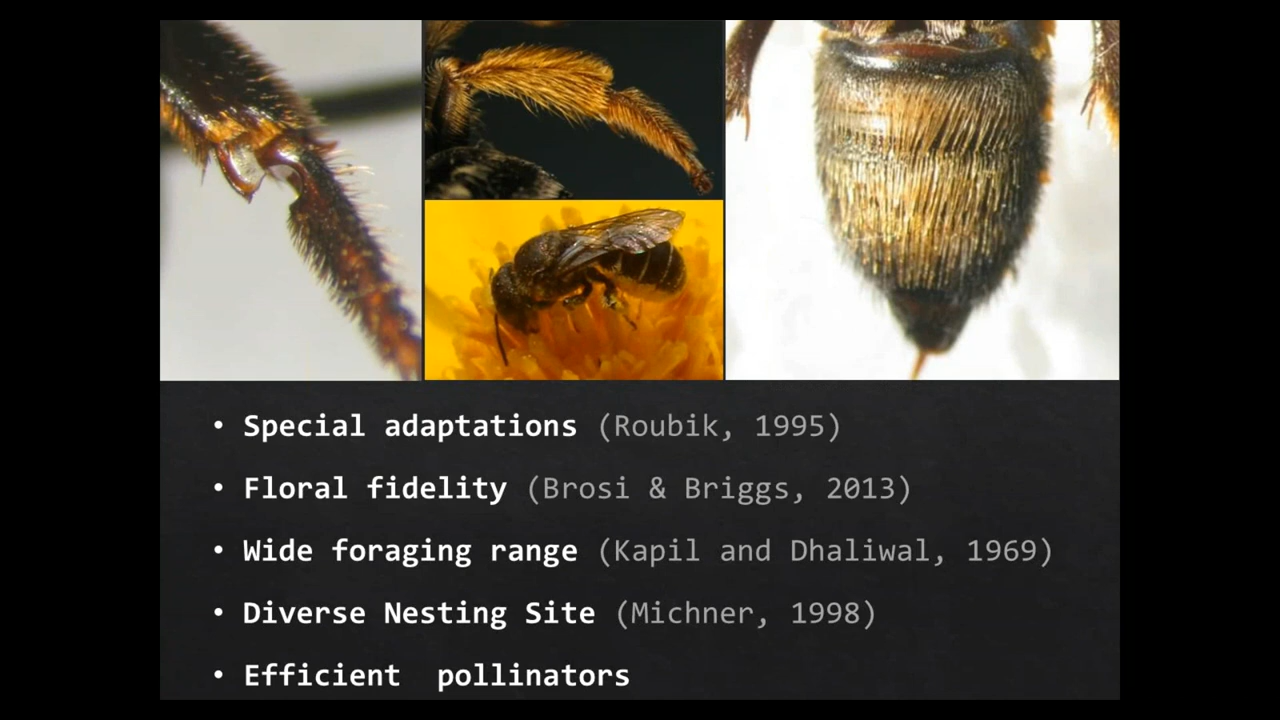 • Special adaptations (Roubik, 1995)
• Floral fidelity (Brosi & Briggs, 2013)
• Wide foraging range (Kapil and Dhaliwal, 1969)
• Diverse Nesting Site (Michner, 1998)
• Efficient  pollinators